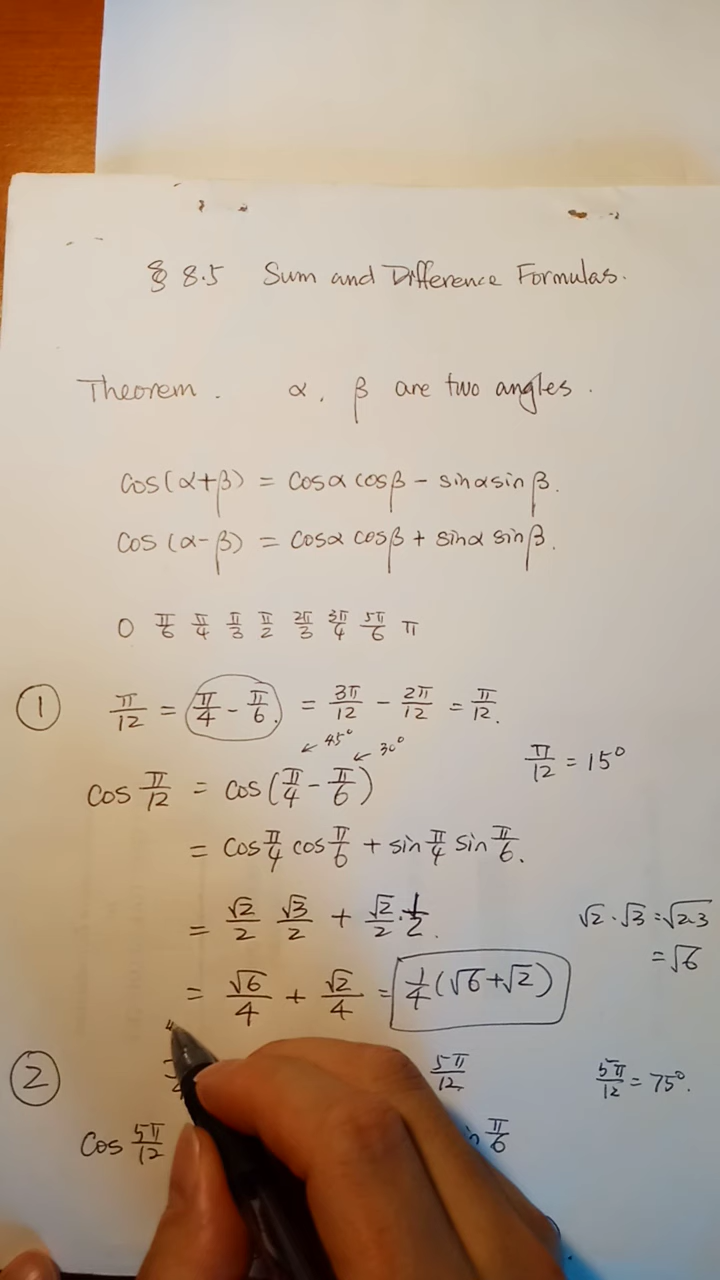 § 8.5 Sum and Difference Formulas.
Theorem. α, β are two angles.
cos(α+β) = cosα cosβ - sinα sinβ.
cos(α-β) = cosα cosβ + sinα sinβ.
0 π/6 π/4 π/3 π/2 2π/3 3π/4 5π/6 π
① π/12 = (π/4 - π/6.) = 3π/12 - 2π/12 = π/12.
↙ 45° ↙ 30°
π/12 = 15°
cos π/12 = cos(π/4 - π/6)
= cos π/4 cos π/6 + sin π/4 sin π/6.
= √2/2 √3/2 + √2/2 · 1/2.
√2·√3 = √2·3
= √6
= √6/4 + √2/4 = 1/4(√6+√2)
② 5π/12 5π/12 = 75°.
cos 5π/12 π/6